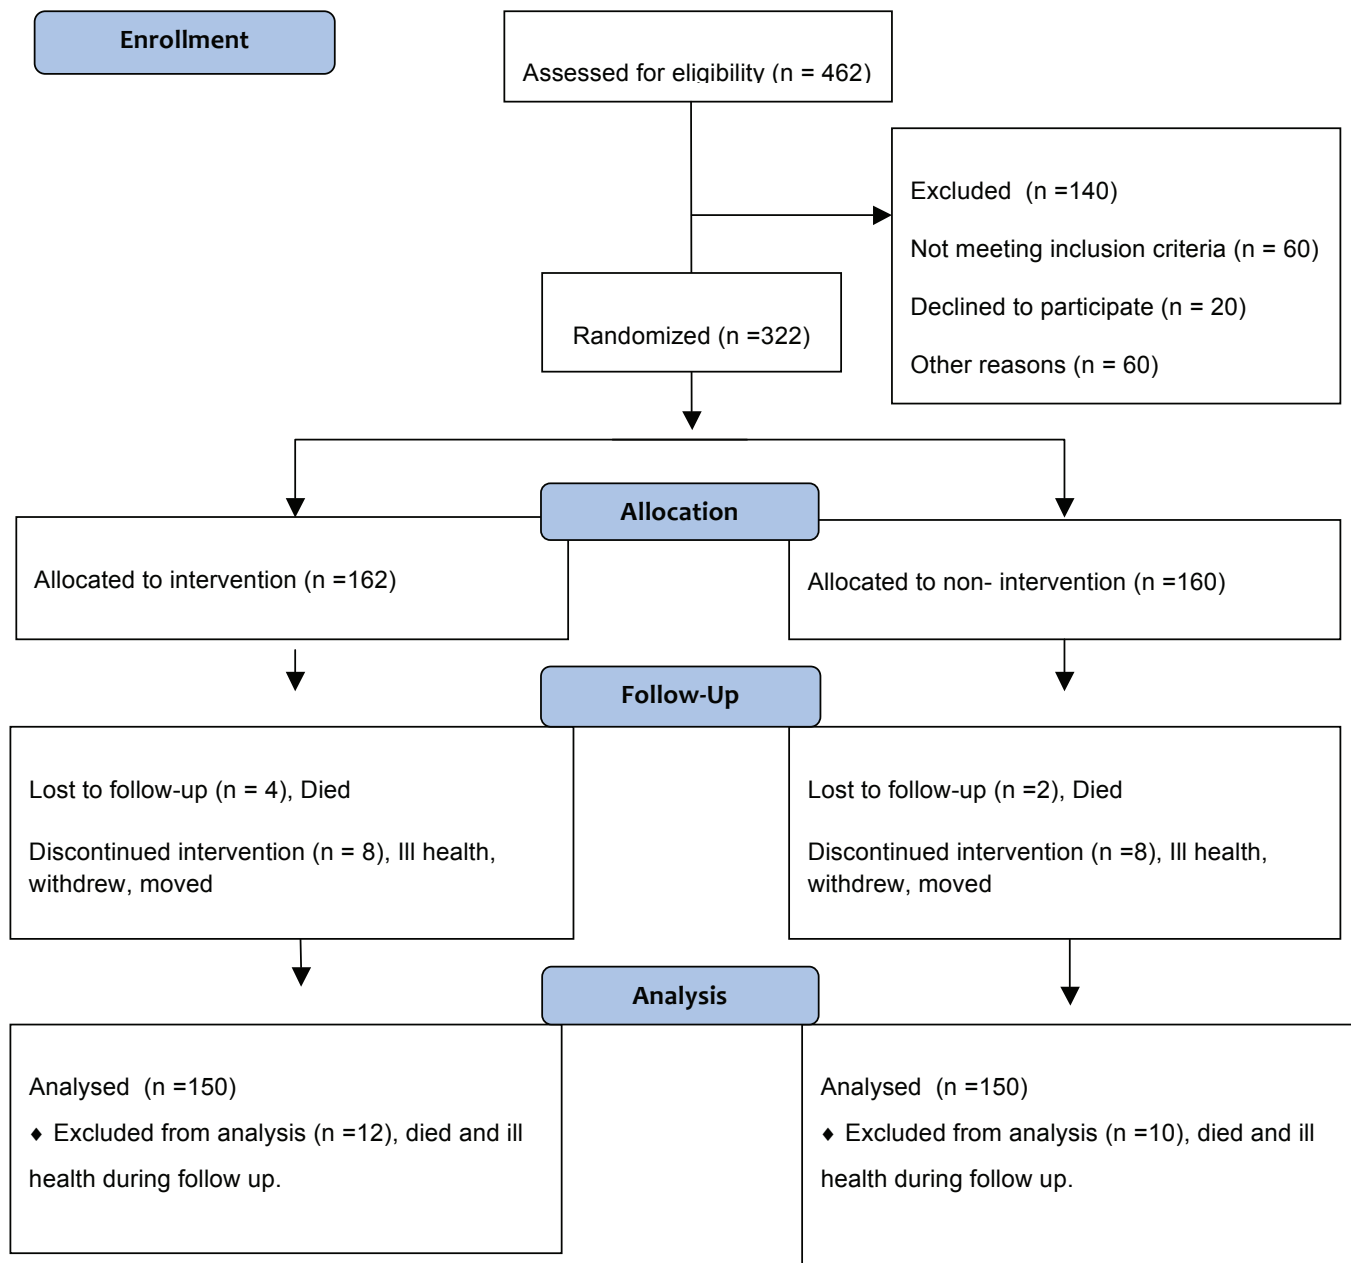 Enrollment
Assessed for eligibility (n = 462)
Excluded  (n =140)
Not meeting inclusion criteria (n = 60)
Declined to participate (n = 20)
Other reasons (n = 60)
Randomized (n =322)
Allocation
Allocated to intervention (n =162)
Allocated to non- intervention (n =160)
Follow-Up
Lost to follow-up (n = 4), Died
Discontinued intervention (n = 8), Ill health,
withdrew, moved
Lost to follow-up (n =2), Died
Discontinued intervention (n =8), Ill health,
withdrew, moved
Analysis
Analysed  (n =150)
♦ Excluded from analysis (n =12), died and ill
health during follow up.
Analysed  (n =150)
♦ Excluded from analysis (n =10), died and ill
health during follow up.